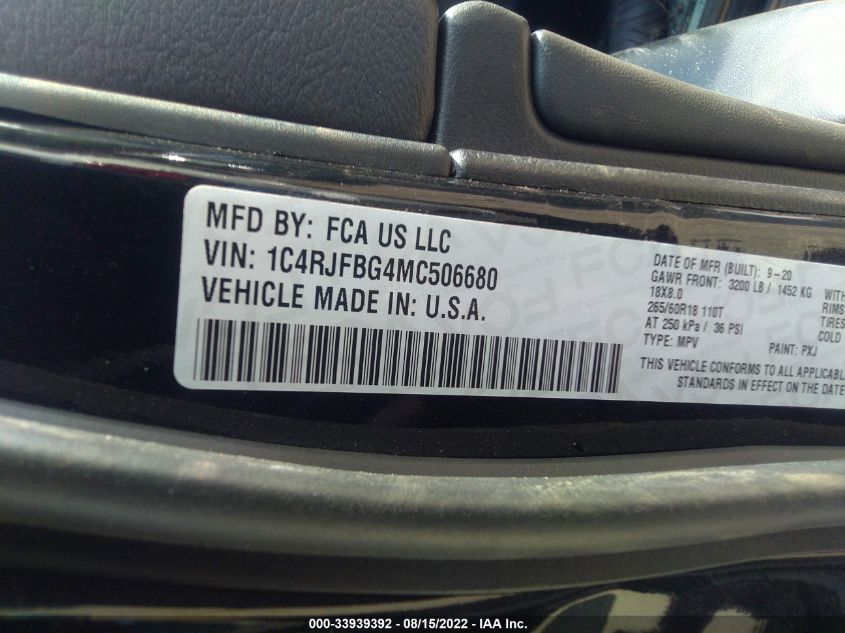 MFD BY: FCA US LLC
VIN: 1C4RJFBG4MC506680
VEHICLE MADE IN: U.S.A.
DATE OF MFR (BUILT): 9-20
GAWR FRONT: 3200 LB / 1452 KG WITH
18X8.0 RIMS
265/60R18 110T TIRES
AT 250 kPa / 36 PSI COLD
TYPE: MPV PAINT: PXJ
THIS VEHICLE CONFORMS TO ALL APPLICABLE
STANDARDS IN EFFECT ON THE DATE
000-33939392 - 08/15/2022 - IAA Inc.